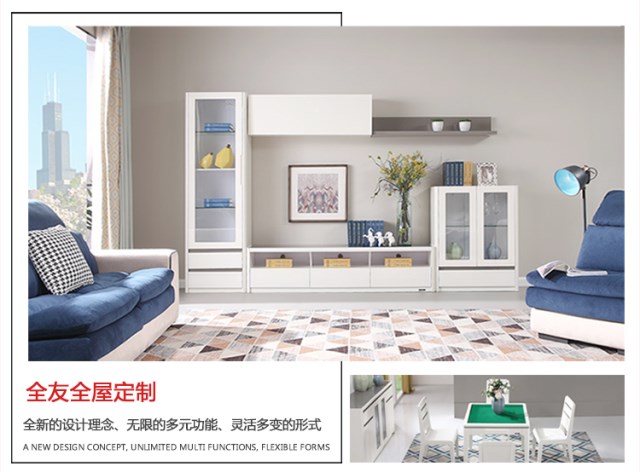 全友全屋定制
全新的设计理念、无限的多元功能、灵活多变的形式
A NEW DESIGN CONCEPT, UNLIMITED MULTI FUNCTIONS, FLEXIBLE FORMS